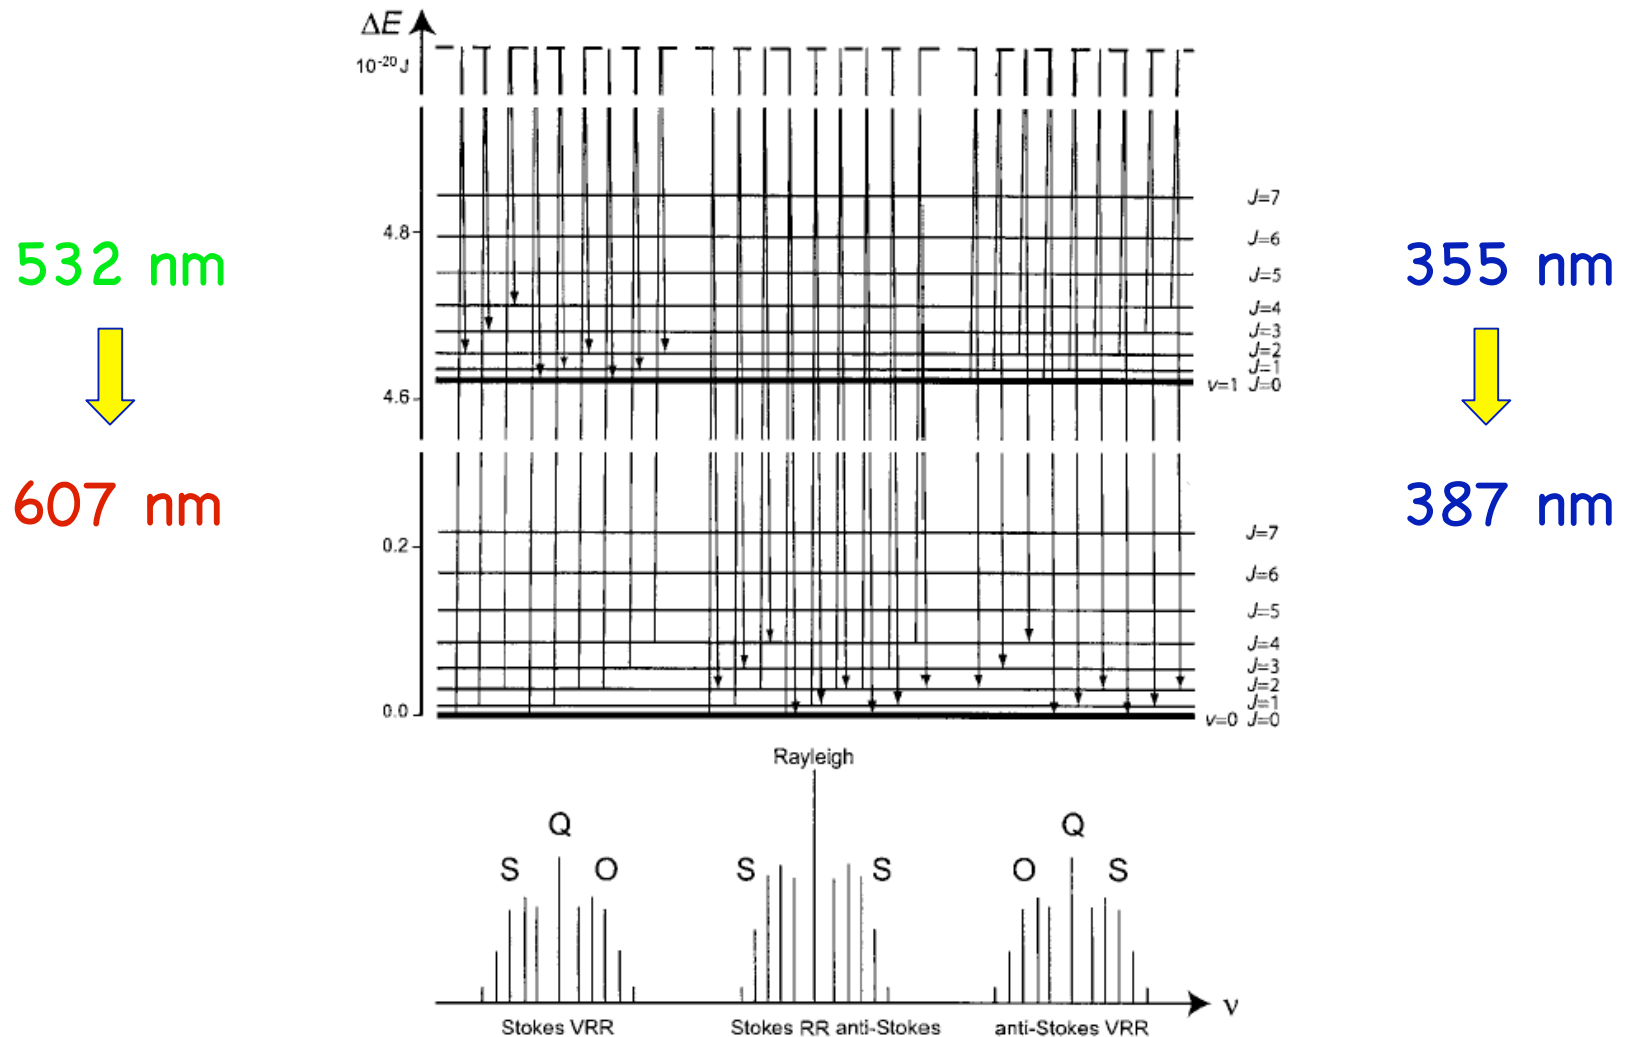 ΔE
10⁻²⁰ J
4.8
4.6
0.2
0.0
532 nm
607 nm
355 nm
387 nm
J=7
J=6
J=5
J=4
J=3
J=2
J=1
v=1 J=0
J=7
J=6
J=5
J=4
J=3
J=2
J=1
v=0 J=0
Rayleigh
Q
S O
S S
Q
O S
ν
Stokes VRR
Stokes RR anti-Stokes
anti-Stokes VRR